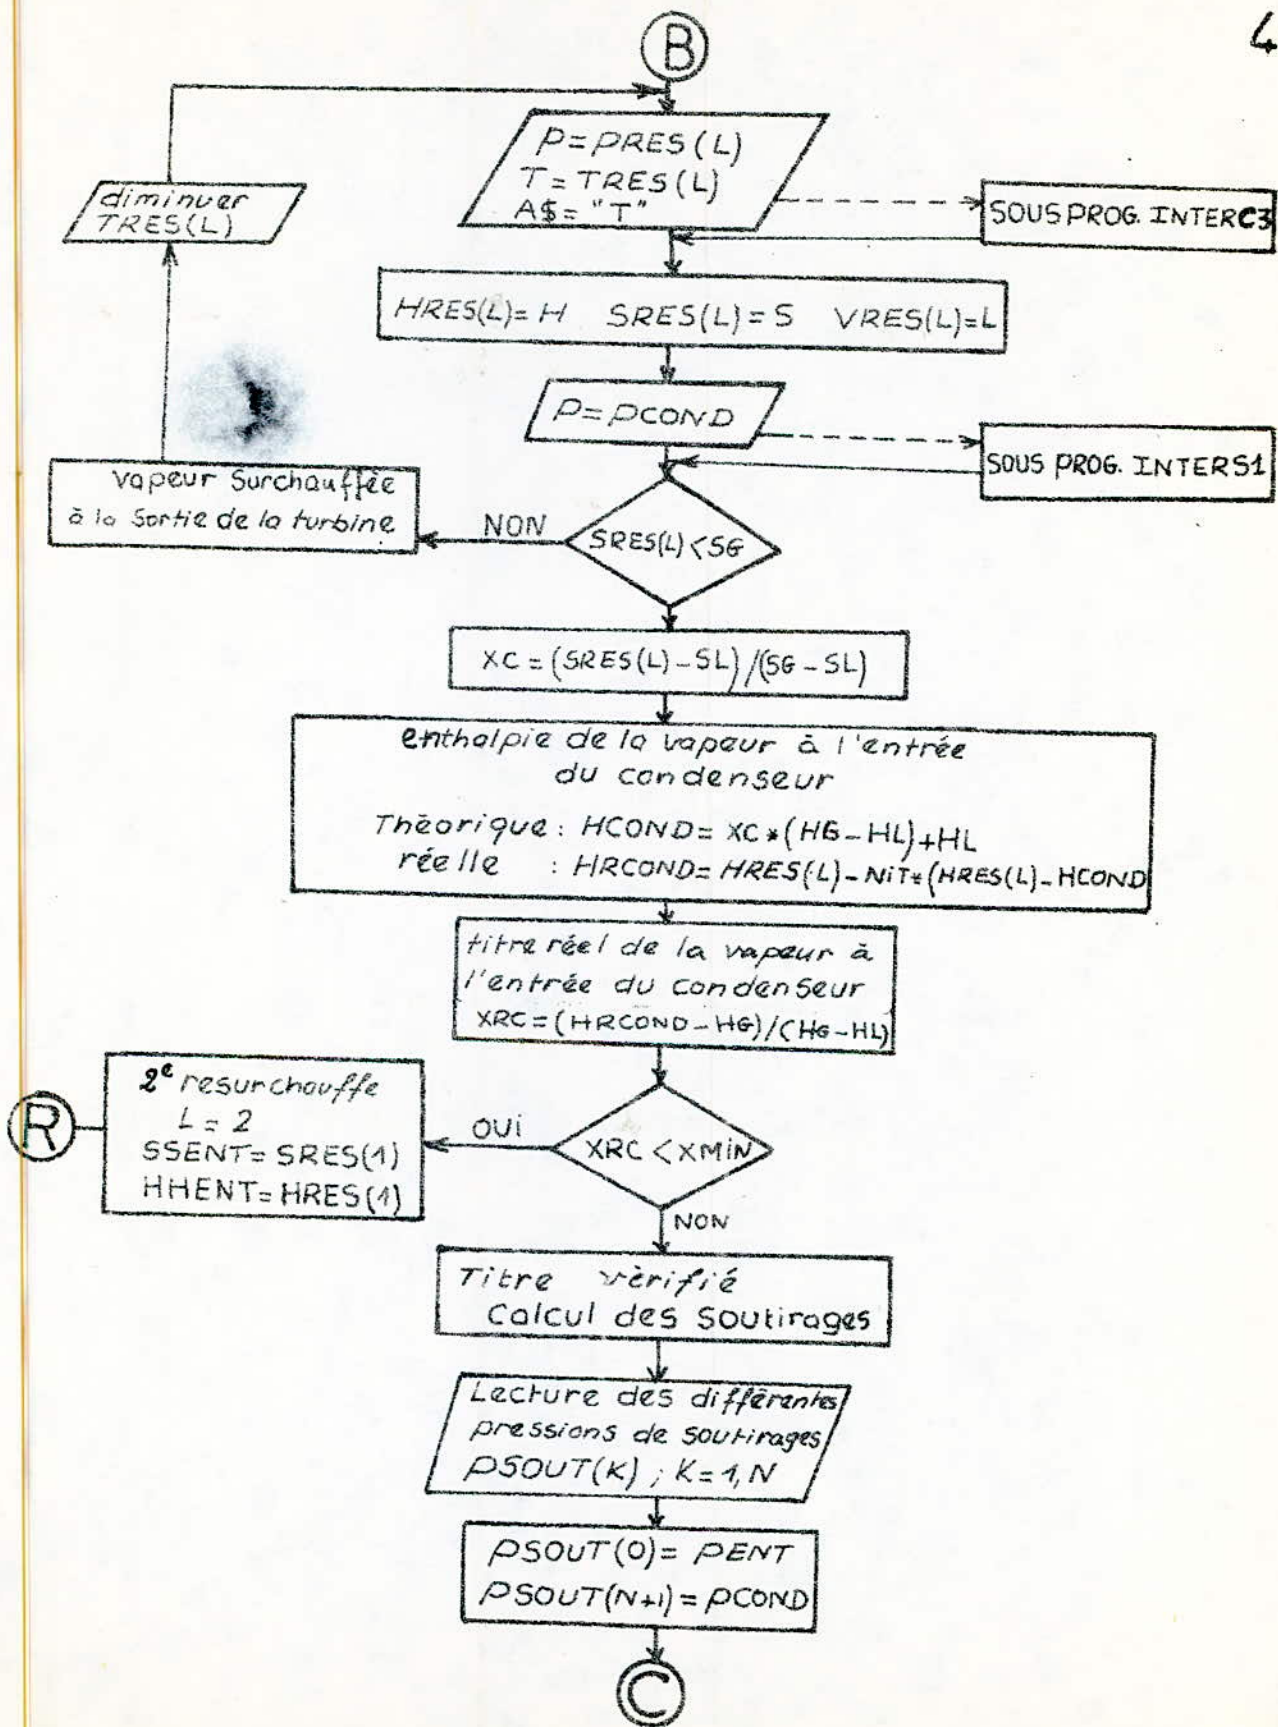 4
B
P=PRES(L)
T=TRES(L)
A$="T"
diminuer
TRES(L)
SOUS PROG. INTERC3
HRES(L)=H SRES(L)=S VRES(L)=L
P=PCOND
SOUS PROG. INTERS1
vapeur Surchauffée
à la Sortie de la turbine
NON
SRES(L)<SG
XC=(SRES(L)-SL)/(SG-SL)
enthalpie de la vapeur à l'entrée
du condenseur
Théorique: HCOND= XC*(HG-HL)+HL
réelle : HRCOND= HRES(L)-NiT*(HRES(L)-HCOND
titre réel de la vapeur à
l'entrée du condenseur
XRC=(HRCOND-HG)/(HG-HL)
R
2e resurchauffe
L=2
SSENT=SRES(1)
HHENT=HRES(1)
OUi
XRC<XMiN
NON
Titre vèrifié
Calcul des Soutirages
Lecture des différentes
pressions de soutirages
PSOUT(K) ; K=1,N
PSOUT(0)= PENT
PSOUT(N+1)=PCOND
C